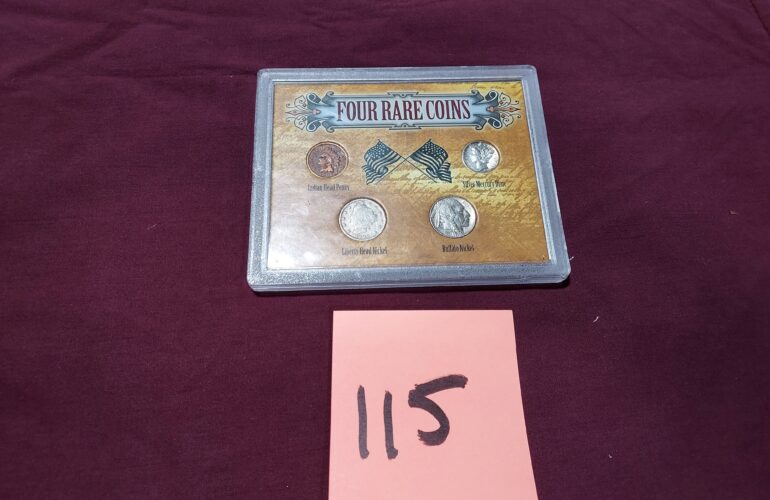 FOUR RARE COINS
Indian Head Penny
Silver Mercury Dime
Liberty Head Nickel
Buffalo Nickel
115